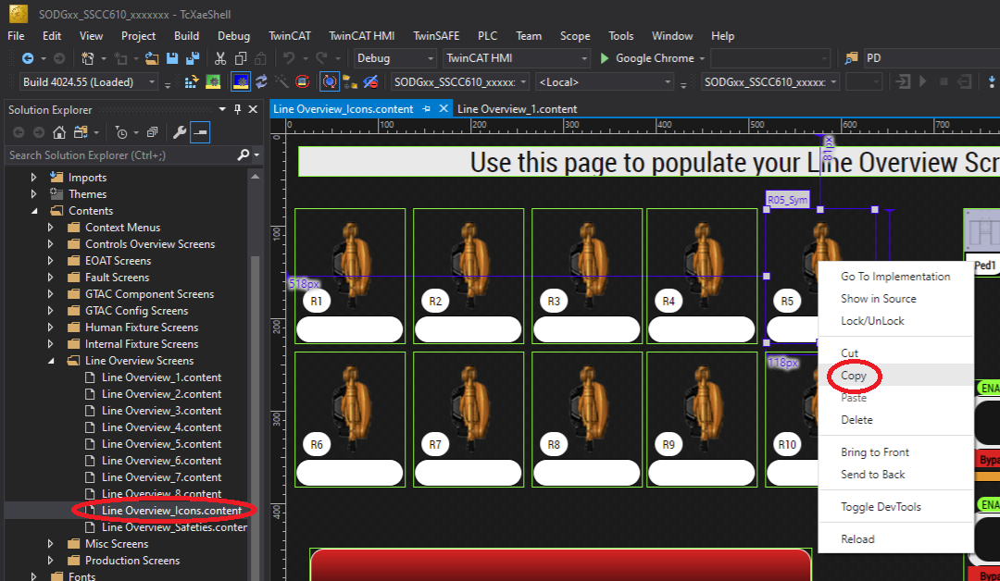 SODGxx_SSCC610_xxxxxxx - TcXaeShell
File Edit View Project Build Debug TwinCAT TwinCAT HMI TwinSAFE PLC Team Scope Tools Window Help
Debug TwinCAT HMI Google Chrome PD
Build 4024.55 (Loaded) SODGxx_SSCC610_xxxxx: <Local> SODGxx_SSCC610_xxxxx:
Solution Explorer
Search Solution Explorer (Ctrl+;)
Imports
Themes
Contents
Context Menus
Controls Overview Screens
EOAT Screens
Fault Screens
GTAC Component Screens
GTAC Config Screens
Human Fixture Screens
Internal Fixture Screens
Line Overview Screens
Line Overview_1.content
Line Overview_2.content
Line Overview_3.content
Line Overview_4.content
Line Overview_5.content
Line Overview_6.content
Line Overview_7.content
Line Overview_8.content
Line Overview_Icons.content
Line Overview_Safeties.conter
Misc Screens
Production Screens
Fonts
Line Overview_Icons.content Line Overview_1.content
0 100 200 300 400 500 600 700
0
100
200
300
400
Use this page to populate your Line Overview Scr
81px
R05_Sym
518px
R1 R2 R3 R4 R5
118px
R6 R7 R8 R9 R10
Ped1
ENA
Bypa
ENA
Bypa
Go To Implementation
Show in Source
Lock/UnLock
Cut
Copy
Paste
Delete
Bring to Front
Send to Back
Toggle DevTools
Reload